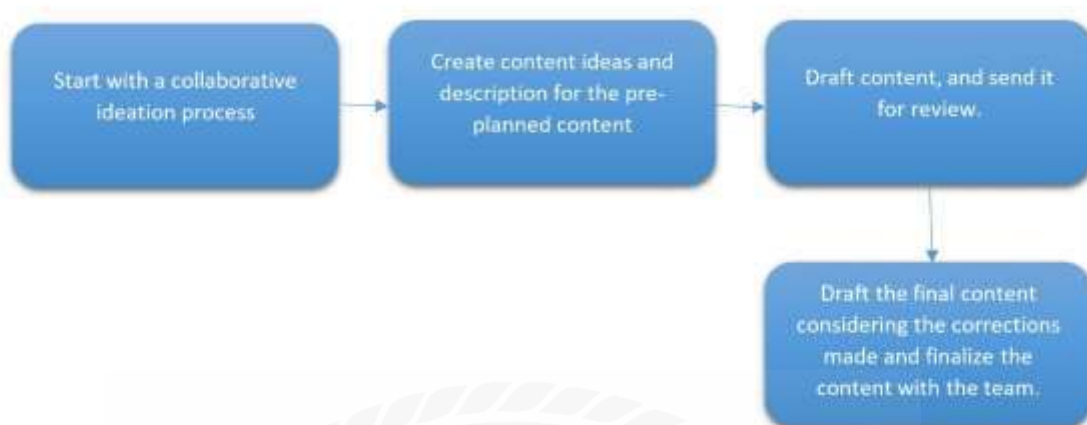 Start with a collaborative
ideation process
Create content ideas and
description for the pre-
planned content
Draft content, and send it
for review.
Draft the final content
considering the corrections
made and finalize the
content with the team.